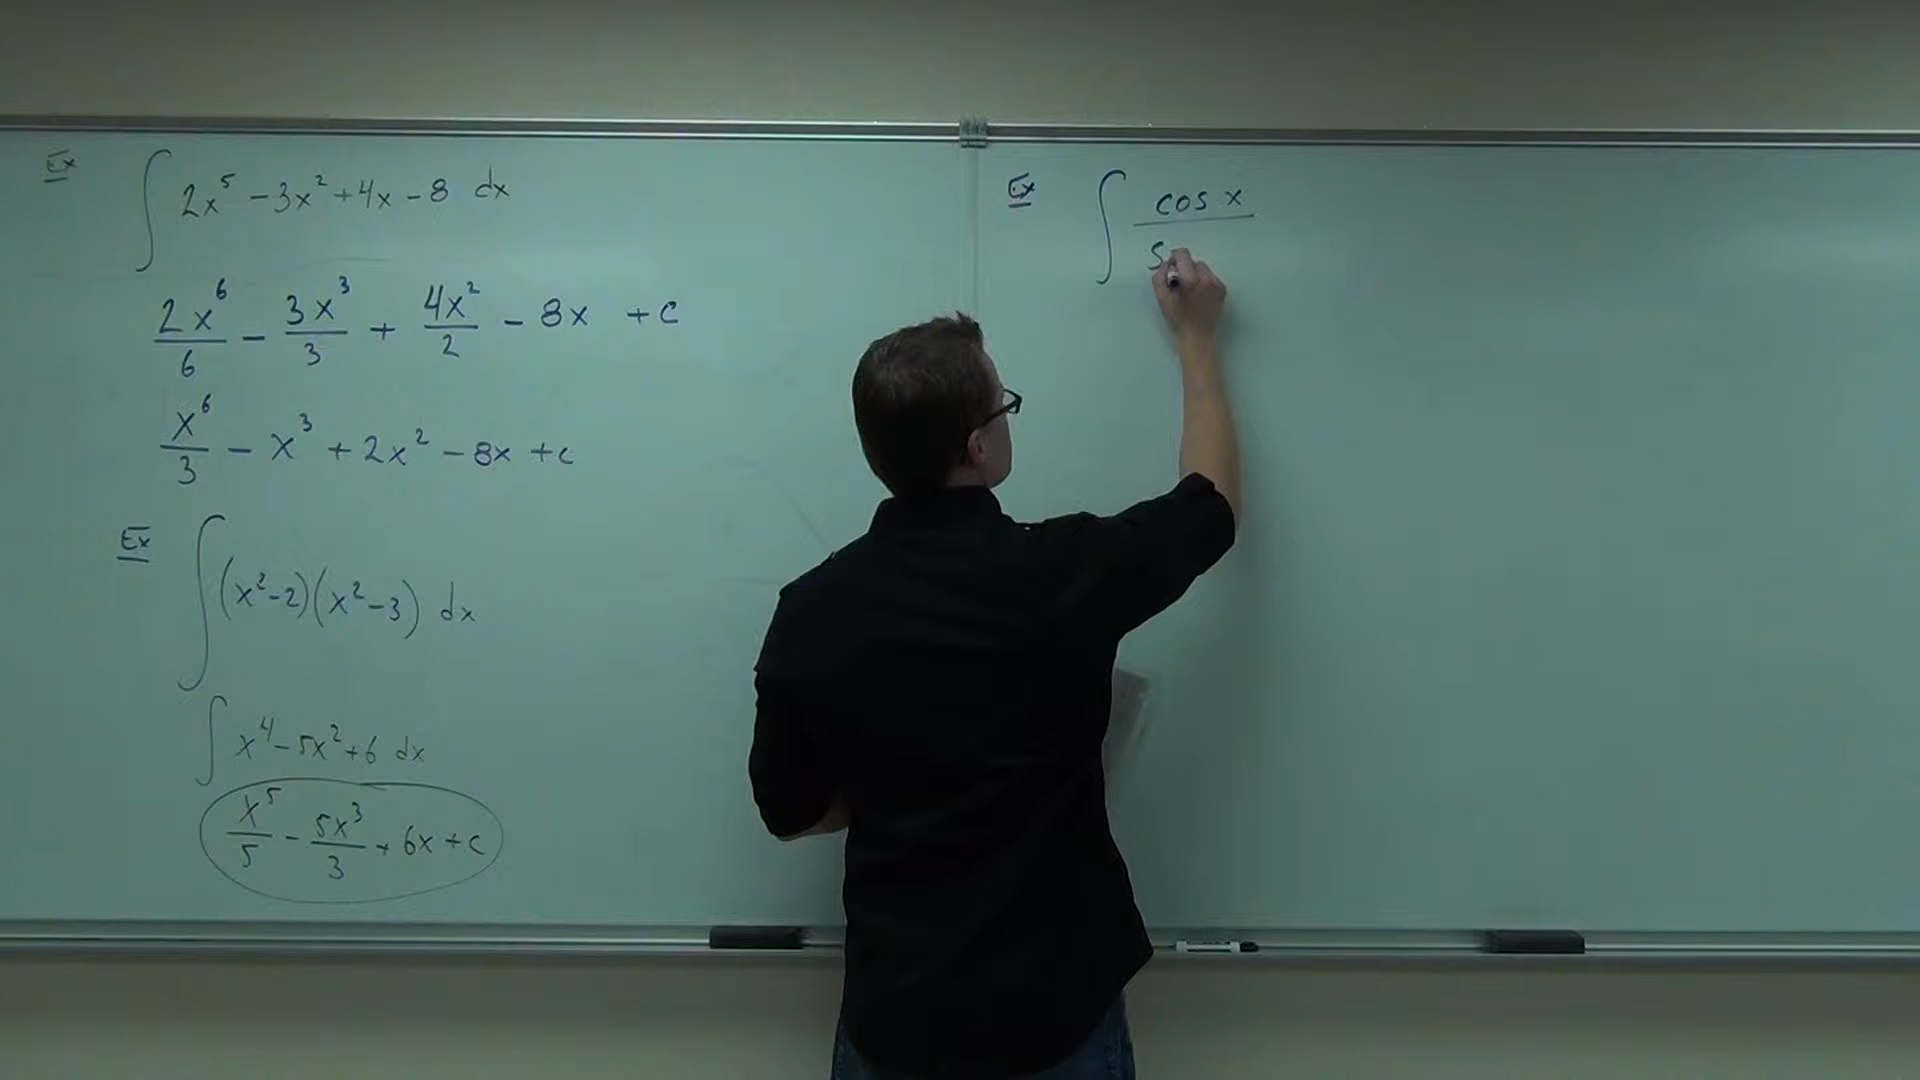 Ex ∫ 2x⁵ - 3x² + 4x - 8 dx
2x⁶/6 - 3x³/3 + 4x²/2 - 8x + c
x⁶/3 - x³ + 2x² - 8x + c
Ex ∫ (x²-2)(x²-3) dx
∫ x⁴ - 5x² + 6 dx
x⁵/5 - 5x³/3 + 6x + c
Ex ∫ cos x / s